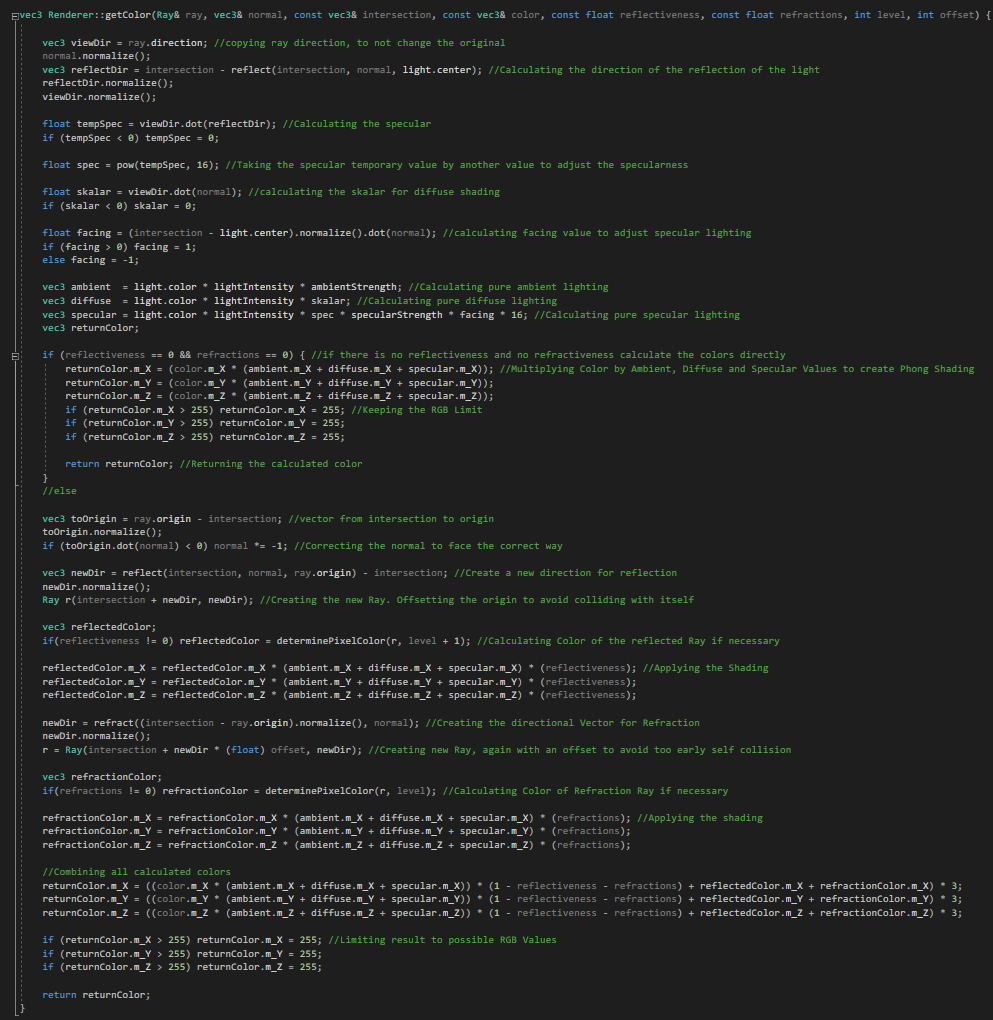 vec3 Renderer::getColor(Ray& ray, vec3& normal, const vec3& intersection, const vec3& color, const float reflectiveness, const float refractions, int level, int offset) {
vec3 viewDir = ray.direction; //copying ray direction, to not change the original
normal.normalize();
vec3 reflectDir = intersection - reflect(intersection, normal, light.center); //Calculating the direction of the reflection of the light
reflectDir.normalize();
viewDir.normalize();
float tempSpec = viewDir.dot(reflectDir); //Calculating the specular
if (tempSpec < 0) tempSpec = 0;
float spec = pow(tempSpec, 16); //Taking the specular temporary value by another value to adjust the specularness
float skalar = viewDir.dot(normal); //calculating the skalar for diffuse shading
if (skalar < 0) skalar = 0;
float facing = (intersection - light.center).normalize().dot(normal); //calculating facing value to adjust specular lighting
if (facing > 0) facing = 1;
else facing = -1;
vec3 ambient  = light.color * lightIntensity * ambientStrength; //Calculating pure ambient lighting
vec3 diffuse  = light.color * lightIntensity * skalar; //Calculating pure diffuse lighting
vec3 specular = light.color * lightIntensity * spec * specularStrength * facing * 16; //Calculating pure specular lighting
vec3 returnColor;
if (reflectiveness == 0 && refractions == 0) { //if there is no reflectiveness and no refractiveness calculate the colors directly
returnColor.m_X = (color.m_X * (ambient.m_X + diffuse.m_X + specular.m_X)); //Multiplying Color by Ambient, Diffuse and Specular Values to create Phong Shading
returnColor.m_Y = (color.m_Y * (ambient.m_Y + diffuse.m_Y + specular.m_Y));
returnColor.m_Z = (color.m_Z * (ambient.m_Z + diffuse.m_Z + specular.m_Z));
if (returnColor.m_X > 255) returnColor.m_X = 255; //Keeping the RGB Limit
if (returnColor.m_Y > 255) returnColor.m_Y = 255;
if (returnColor.m_Z > 255) returnColor.m_Z = 255;
return returnColor; //Returning the calculated color
}
//else
vec3 toOrigin = ray.origin - intersection; //vector from intersection to origin
toOrigin.normalize();
if (toOrigin.dot(normal) < 0) normal *= -1; //Correcting the normal to face the correct way
vec3 newDir = reflect(intersection, normal, ray.origin) - intersection; //Create a new direction for reflection
newDir.normalize();
Ray r(intersection + newDir, newDir); //Creating the new Ray. Offsetting the origin to avoid colliding with itself
vec3 reflectedColor;
if(reflectiveness != 0) reflectedColor = determinePixelColor(r, level + 1); //Calculating Color of the reflected Ray if necessary
reflectedColor.m_X = reflectedColor.m_X * (ambient.m_X + diffuse.m_X + specular.m_X) * (reflectiveness); //Applying the Shading
reflectedColor.m_Y = reflectedColor.m_Y * (ambient.m_Y + diffuse.m_Y + specular.m_Y) * (reflectiveness);
reflectedColor.m_Z = reflectedColor.m_Z * (ambient.m_Z + diffuse.m_Z + specular.m_Z) * (reflectiveness);
newDir = refract((intersection - ray.origin).normalize(), normal); //Creating the directional Vector for Refraction
newDir.normalize();
r = Ray(intersection + newDir * (float) offset, newDir); //Creating new Ray, again with an offset to avoid too early self collision
vec3 refractionColor;
if(refractions != 0) refractionColor = determinePixelColor(r, level); //Calculating Color of Refraction Ray if necessary
refractionColor.m_X = refractionColor.m_X * (ambient.m_X + diffuse.m_X + specular.m_X) * (refractions); //Applying the shading
refractionColor.m_Y = refractionColor.m_Y * (ambient.m_Y + diffuse.m_Y + specular.m_Y) * (refractions);
refractionColor.m_Z = refractionColor.m_Z * (ambient.m_Z + diffuse.m_Z + specular.m_Z) * (refractions);
//Combining all calculated colors
returnColor.m_X = ((color.m_X * (ambient.m_X + diffuse.m_X + specular.m_X)) * (1 - reflectiveness - refractions) + reflectedColor.m_X + refractionColor.m_X) * 3;
returnColor.m_Y = ((color.m_Y * (ambient.m_Y + diffuse.m_Y + specular.m_Y)) * (1 - reflectiveness - refractions) + reflectedColor.m_Y + refractionColor.m_Y) * 3;
returnColor.m_Z = ((color.m_Z * (ambient.m_Z + diffuse.m_Z + specular.m_Z)) * (1 - reflectiveness - refractions) + reflectedColor.m_Z + refractionColor.m_Z) * 3;
if (returnColor.m_X > 255) returnColor.m_X = 255; //Limiting result to possible RGB Values
if (returnColor.m_Y > 255) returnColor.m_Y = 255;
if (returnColor.m_Z > 255) returnColor.m_Z = 255;
return returnColor;
}